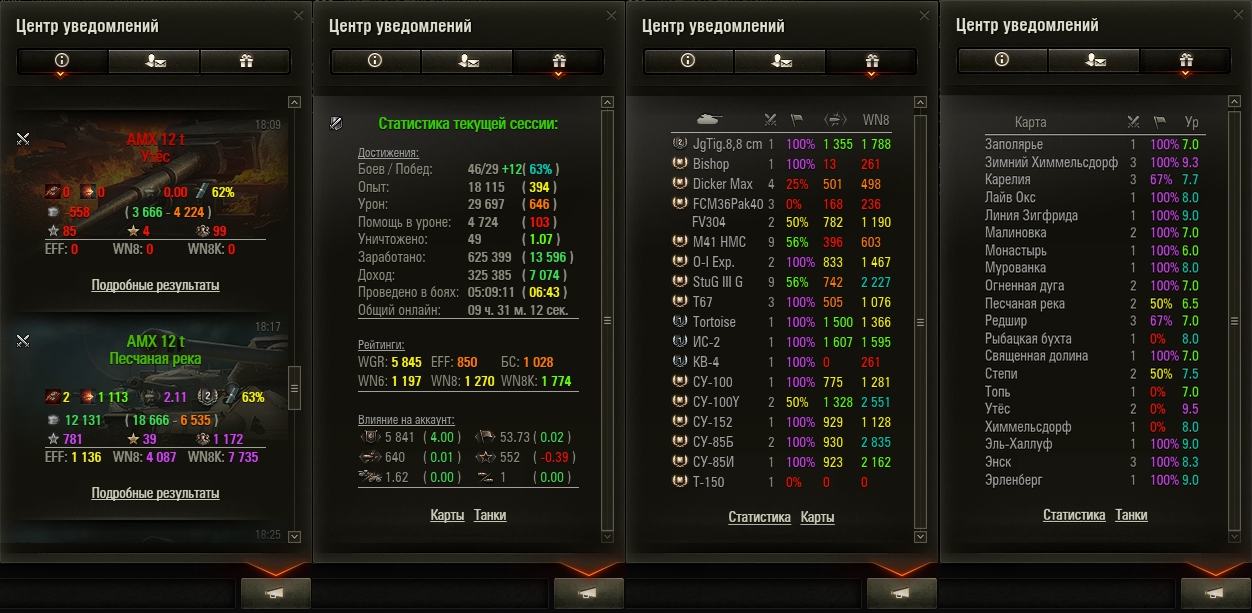 Центр уведомлений
18:09
AMX 12 t
Утёс
0 0 0.00 62%
-558 ( 3 666 - 4 224 )
85 4 99
EFF: 0 WN8: 0 WN8K: 0
Подробные результаты
18:17
AMX 12 t
Песчаная река
2 1 113 2.11 2 63%
12 131 ( 18 666 - 6 535 )
781 39 1 172
EFF: 1 136 WN8: 4 087 WN8K: 7 735
Подробные результаты
18:25
Центр уведомлений
Статистика текущей сессии:
Достижения:
Боев / Побед: 46/29 +12( 63% )
Опыт: 18 115 ( 394 )
Урон: 29 697 ( 646 )
Помощь в уроне: 4 724 ( 103 )
Уничтожено: 49 ( 1.07 )
Заработано: 625 399 ( 13 596 )
Доход: 325 385 ( 7 074 )
Проведено в боях: 05:09:11 ( 06:43 )
Общий онлайн: 09 ч. 31 м. 12 сек.
Рейтинги:
WGR: 5 845 EFF: 850 БС: 1 028
WN6: 1 197 WN8: 1 270 WN8K: 1 774
Влияние на аккаунт:
5 841 ( 4.00 ) 53.73 ( 0.02 )
640 ( 0.01 ) 552 ( -0.39 )
1.62 ( 0.00 ) 1 ( 0.00 )
Карты Танки
Центр уведомлений
WN8
JgTig.8,8 cm 1 100% 1 355 1 788
Bishop 1 100% 13 261
Dicker Max 4 25% 501 498
FCM36Pak40 3 0% 168 236
FV304 2 50% 782 1 190
M41 HMC 9 56% 396 603
O-I Exp. 2 100% 833 1 467
StuG III G 9 56% 742 2 227
T67 3 100% 505 1 076
Tortoise 1 100% 1 500 1 366
ИС-2 1 100% 1 607 1 595
КВ-4 1 100% 0 261
СУ-100 1 100% 775 1 281
СУ-100Y 2 50% 1 328 2 551
СУ-152 1 100% 929 1 128
СУ-85Б 2 100% 930 2 835
СУ-85И 1 100% 923 2 162
Т-150 1 0% 0 0
Статистика Карты
Центр уведомлений
Карта Ур
Заполярье 1 100% 7.0
Зимний Химмельсдорф 3 100% 9.3
Карелия 3 67% 7.7
Лайв Окс 1 100% 8.0
Линия Зигфрида 1 100% 9.0
Малиновка 2 100% 7.0
Монастырь 1 100% 6.0
Мурованка 1 100% 8.0
Огненная дуга 2 100% 7.0
Песчаная река 2 50% 6.5
Редшир 3 67% 7.0
Рыбацкая бухта 1 0% 8.0
Священная долина 1 100% 7.0
Степи 2 50% 7.5
Топь 1 0% 7.0
Утёс 2 0% 9.5
Химмельсдорф 1 0% 8.0
Эль-Халлуф 1 100% 9.0
Энск 3 100% 8.3
Эрленберг 1 100% 9.0
Статистика Танки